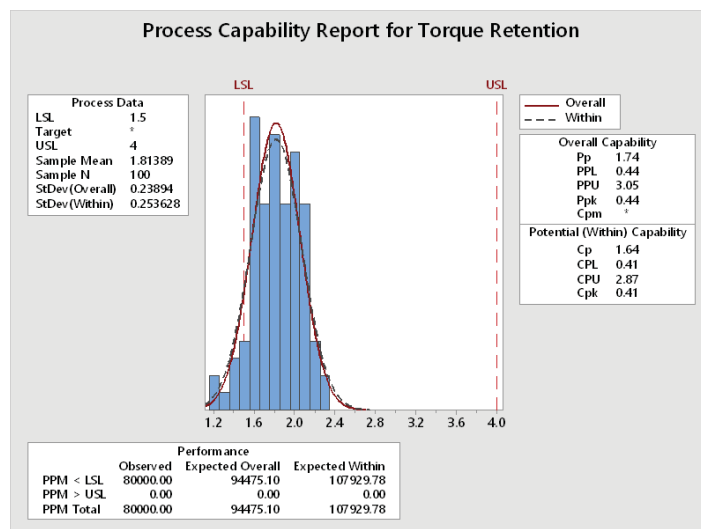 Process Capability Report for Torque Retention
LSL
USL
Process Data
LSL 1.5
Target *
USL 4
Sample Mean 1.81389
Sample N 100
StDev(Overall) 0.23894
StDev(Within) 0.253628
Overall
Within
Overall Capability
Pp 1.74
PPL 0.44
PPU 3.05
Ppk 0.44
Cpm *
Potential (Within) Capability
Cp 1.64
CPL 0.41
CPU 2.87
Cpk 0.41
1.2 1.6 2.0 2.4 2.8 3.2 3.6 4.0
Performance
Observed Expected Overall Expected Within
PPM < LSL 80000.00 94475.10 107929.78
PPM > USL 0.00 0.00 0.00
PPM Total 80000.00 94475.10 107929.78